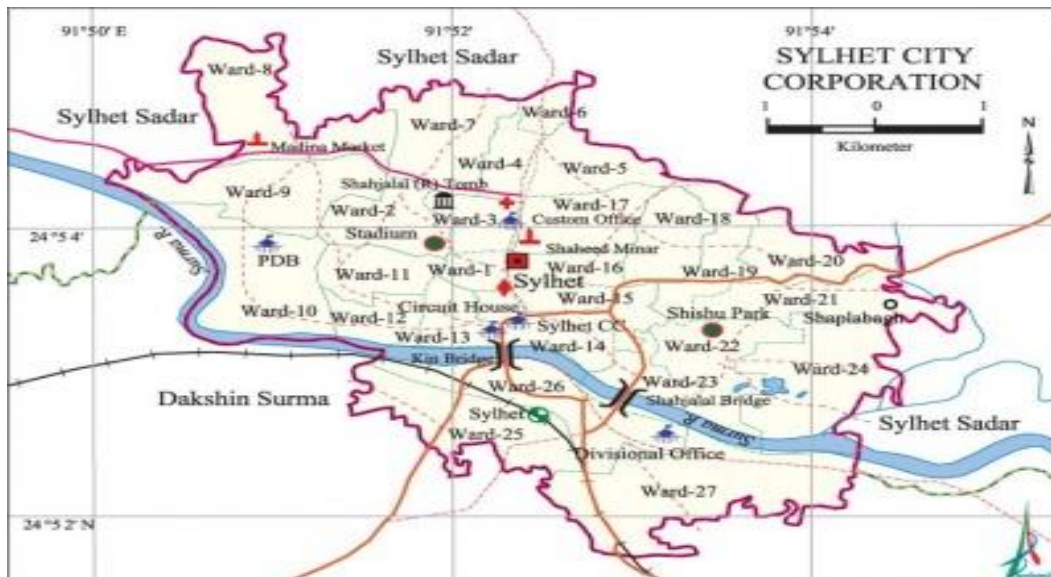 91°50' E
91°52'
91°54'
SYLHET CITY
CORPORATION
1 0 1
Kilometer
N
Sylhet Sadar
Sylhet Sadar
Ward-8
Ward-6
Ward-7
Madina Market
Ward-4
Ward-5
Ward-9
Shahjalal (R) Tomb
Ward-2
Ward-3
Ward-17
Custom Office
Ward-18
24°54'
Stadium
Shaheed Minar
PDB
Surma R
Ward-11
Ward-1
Ward-16
Ward-19
Ward-20
Sylhet
Ward-10
Circuit House
Ward-15
Ward-21
Ward-12
Shishu Park
Shaplabagh
Ward-13
Sylhet CC
Kin Bridge
Ward-14
Ward-22
Ward-24
Dakshin Surma
Ward-26
Ward-23
Shahjalal Bridge
Sylhet
Surma R
Sylhet Sadar
Ward-25
Divisional Office
Ward-27
24°52' N